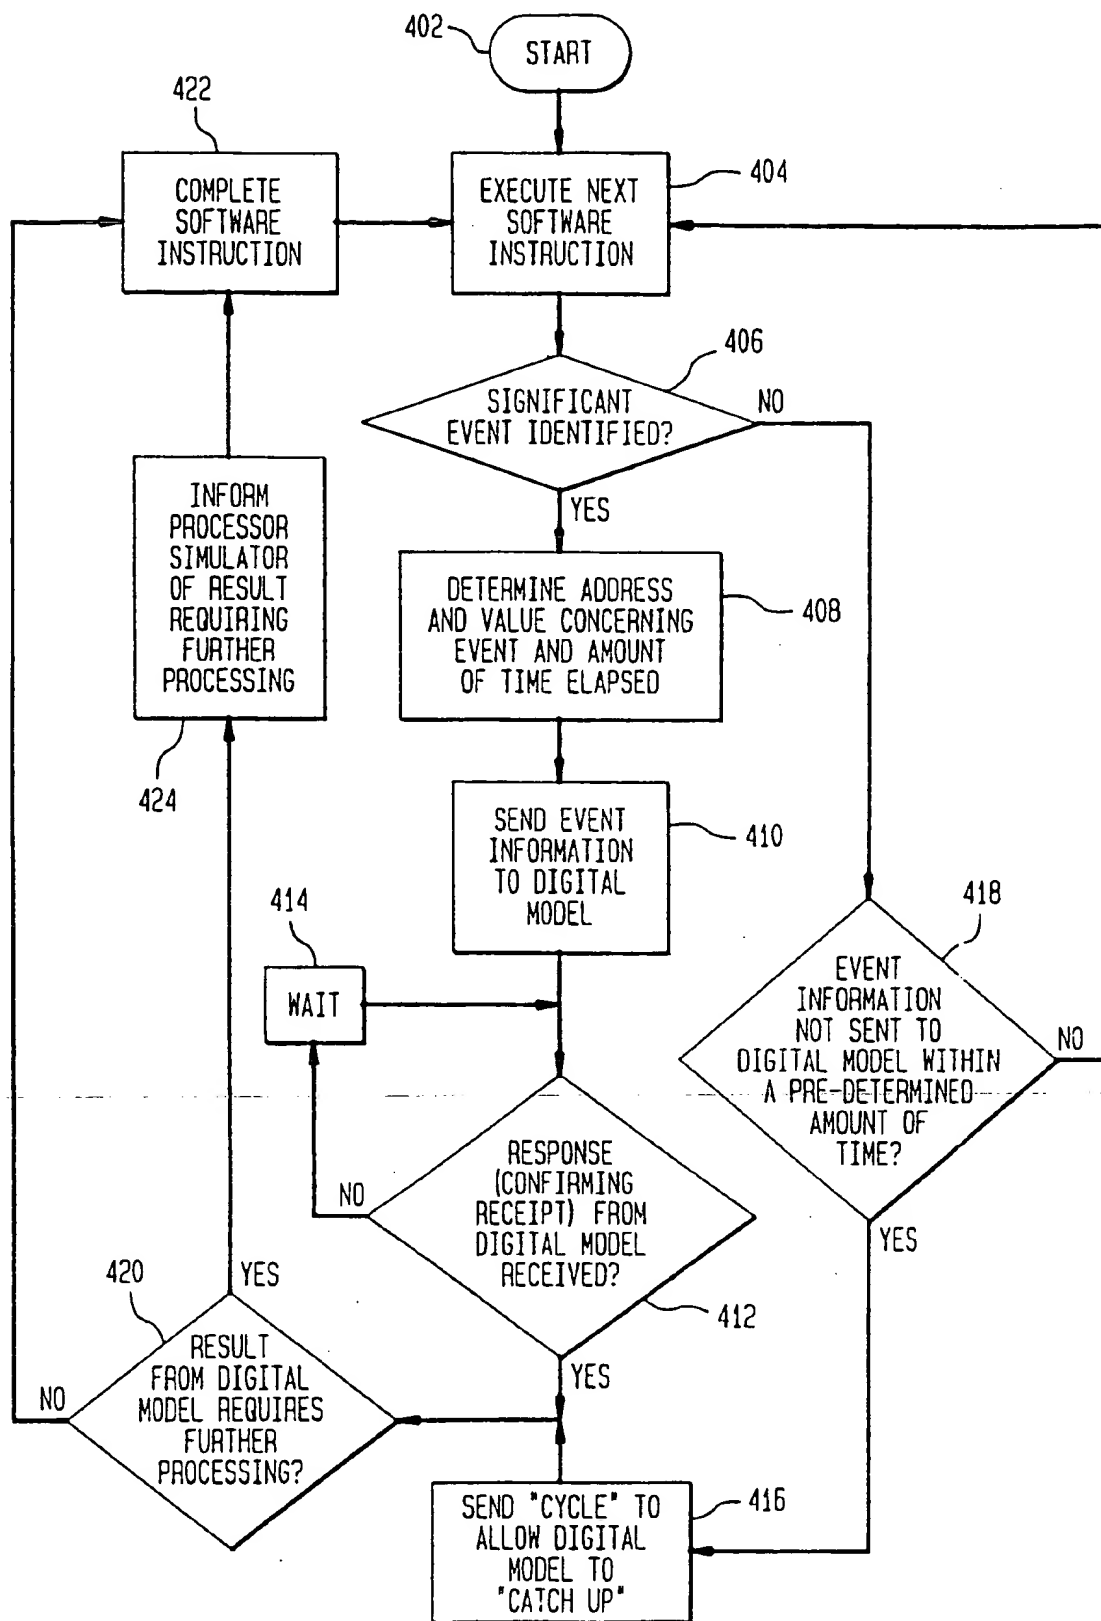 402
START
422
COMPLETE
SOFTWARE
INSTRUCTION
EXECUTE NEXT
SOFTWARE
INSTRUCTION
404
406
SIGNIFICANT
EVENT IDENTIFIED?
NO
YES
INFORM
PROCESSOR
SIMULATOR
OF RESULT
REQUIRING
FURTHER
PROCESSING
424
DETERMINE ADDRESS
AND VALUE CONCERNING
EVENT AND AMOUNT
OF TIME ELAPSED
408
SEND EVENT
INFORMATION
TO DIGITAL
MODEL
410
414
WAIT
418
EVENT
INFORMATION
NOT SENT TO
DIGITAL MODEL WITHIN
A PRE-DETERMINED
AMOUNT OF
TIME?
NO
YES
RESPONSE
(CONFIRMING
RECEIPT) FROM
DIGITAL MODEL
RECEIVED?
NO
412
YES
420
YES
RESULT
FROM DIGITAL
MODEL REQUIRES
FURTHER
PROCESSING?
NO
SEND "CYCLE" TO
ALLOW DIGITAL
MODEL TO
"CATCH UP"
416